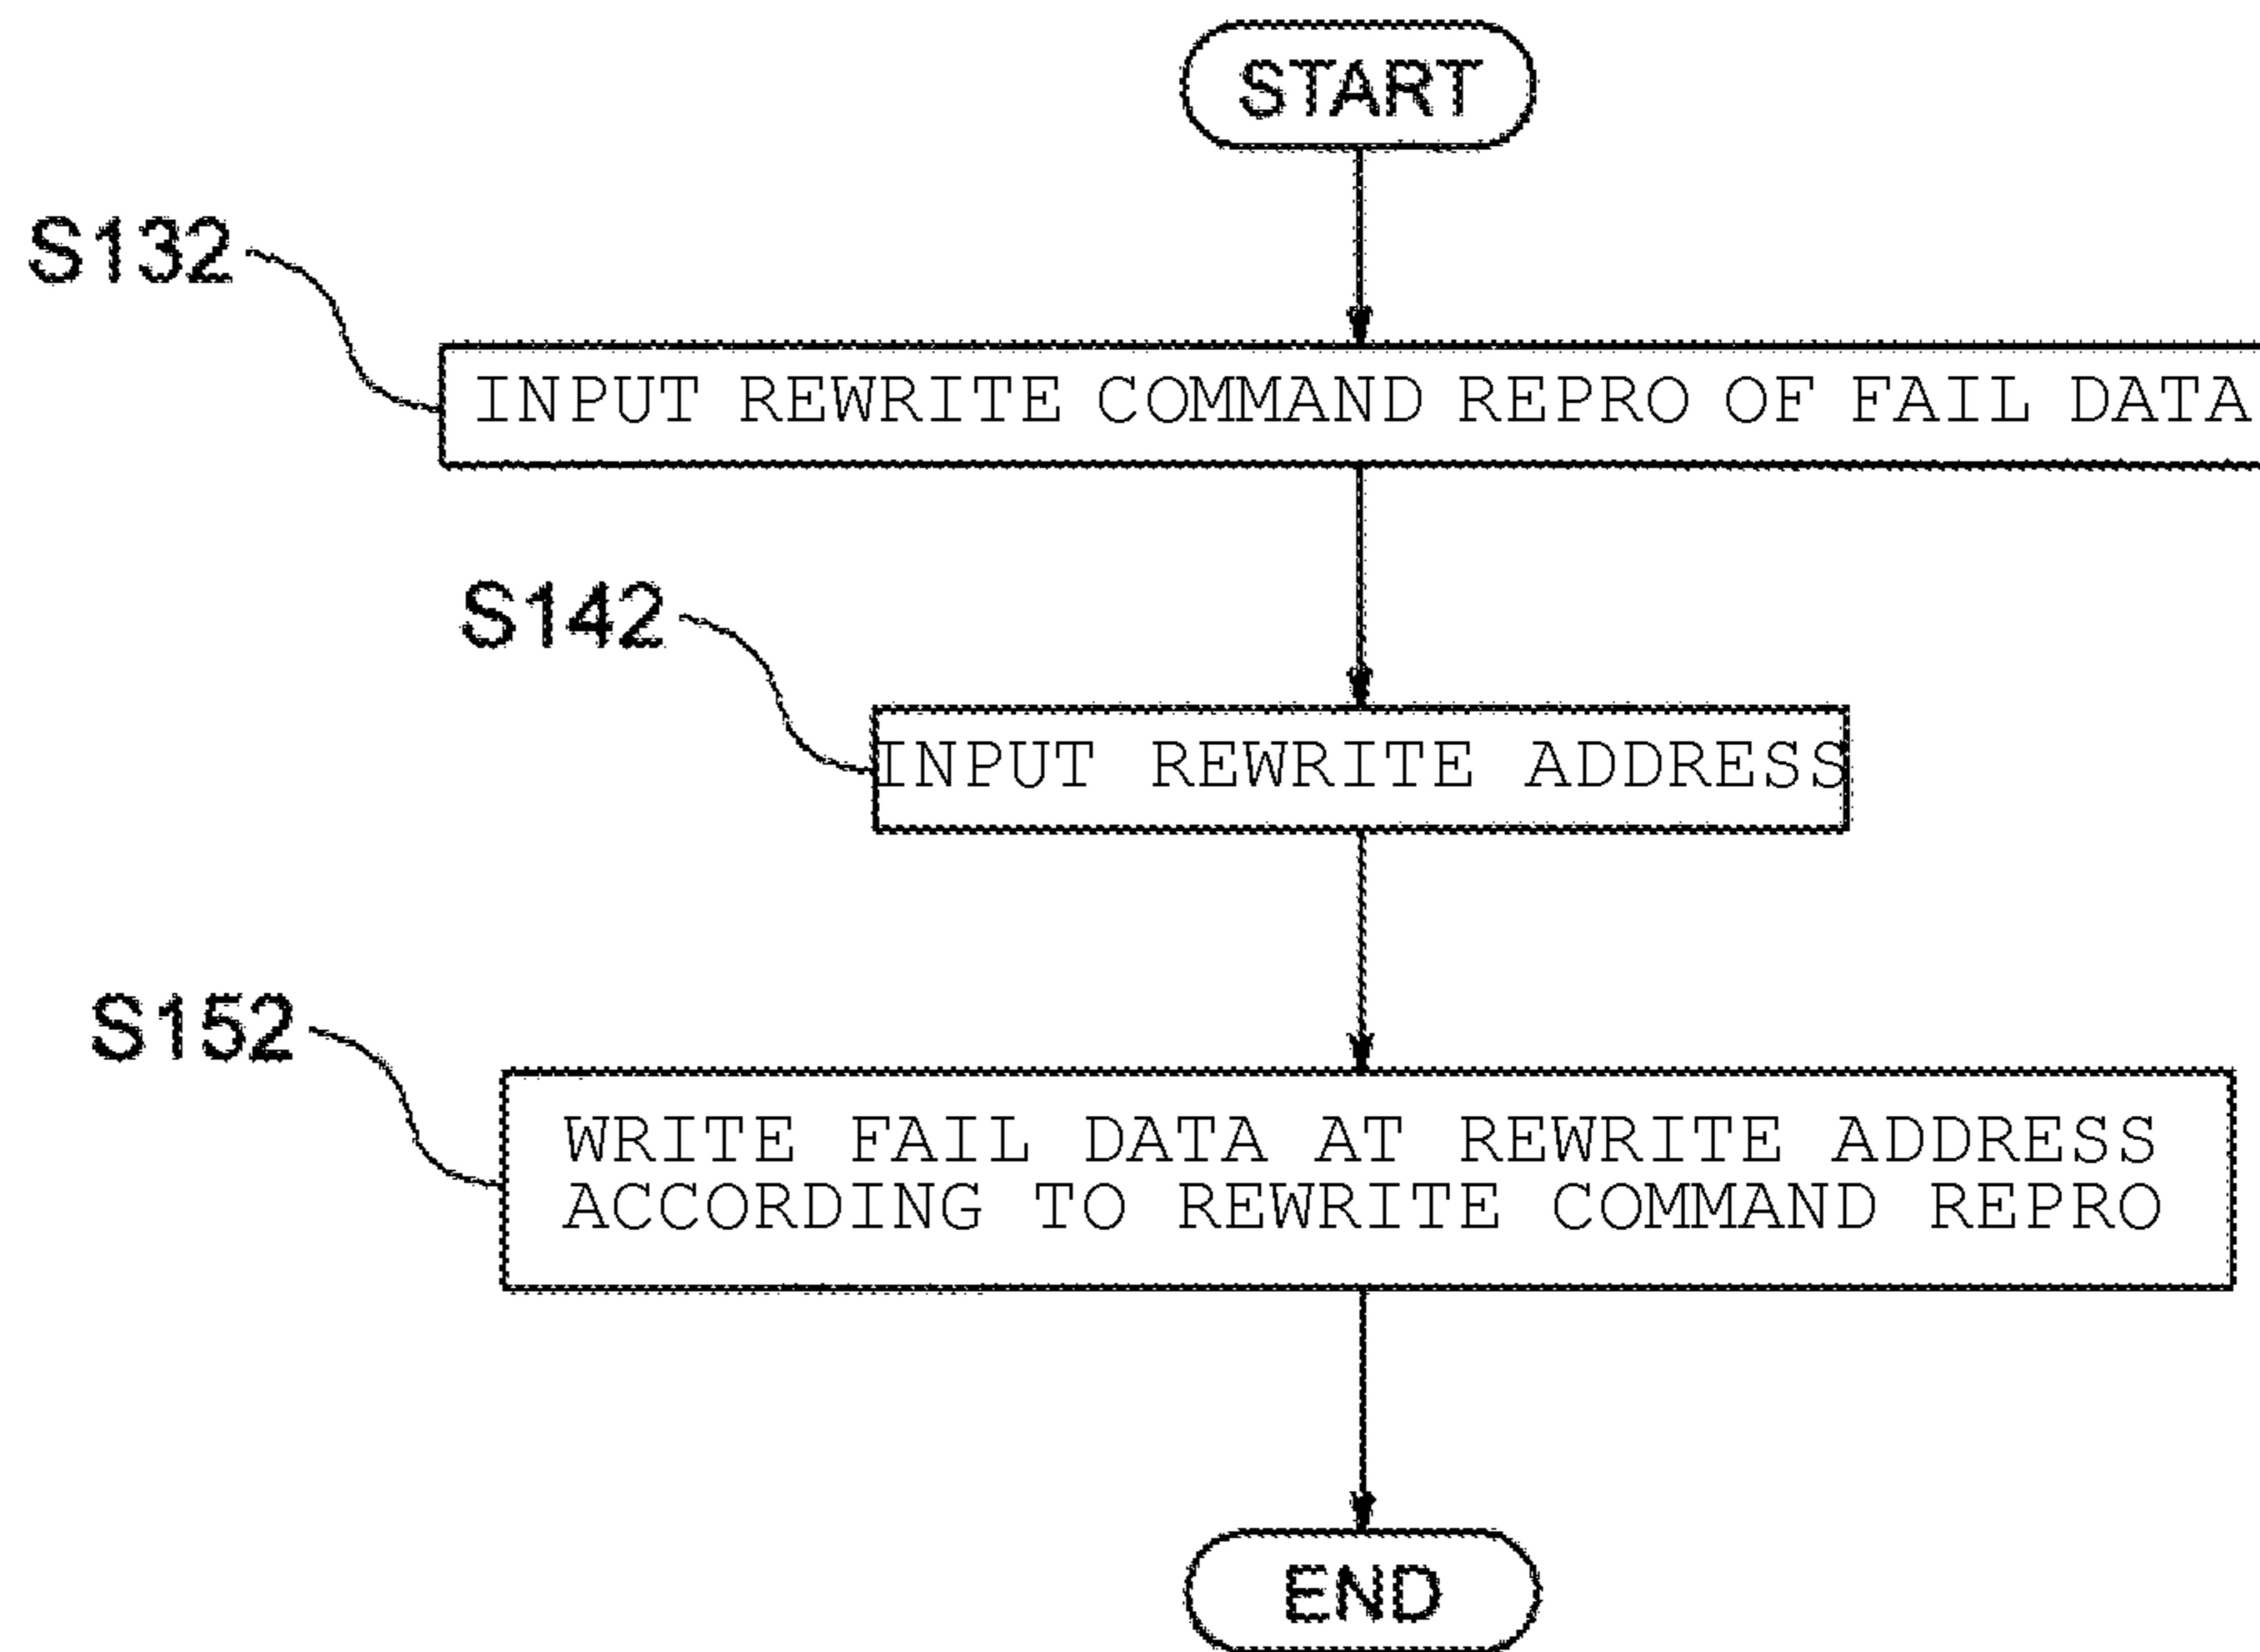 START
S132
INPUT REWRITE COMMAND REPRO OF FAIL DATA
S142
INPUT REWRITE ADDRESS
S152
WRITE FAIL DATA AT REWRITE ADDRESS
ACCORDING TO REWRITE COMMAND REPRO
END